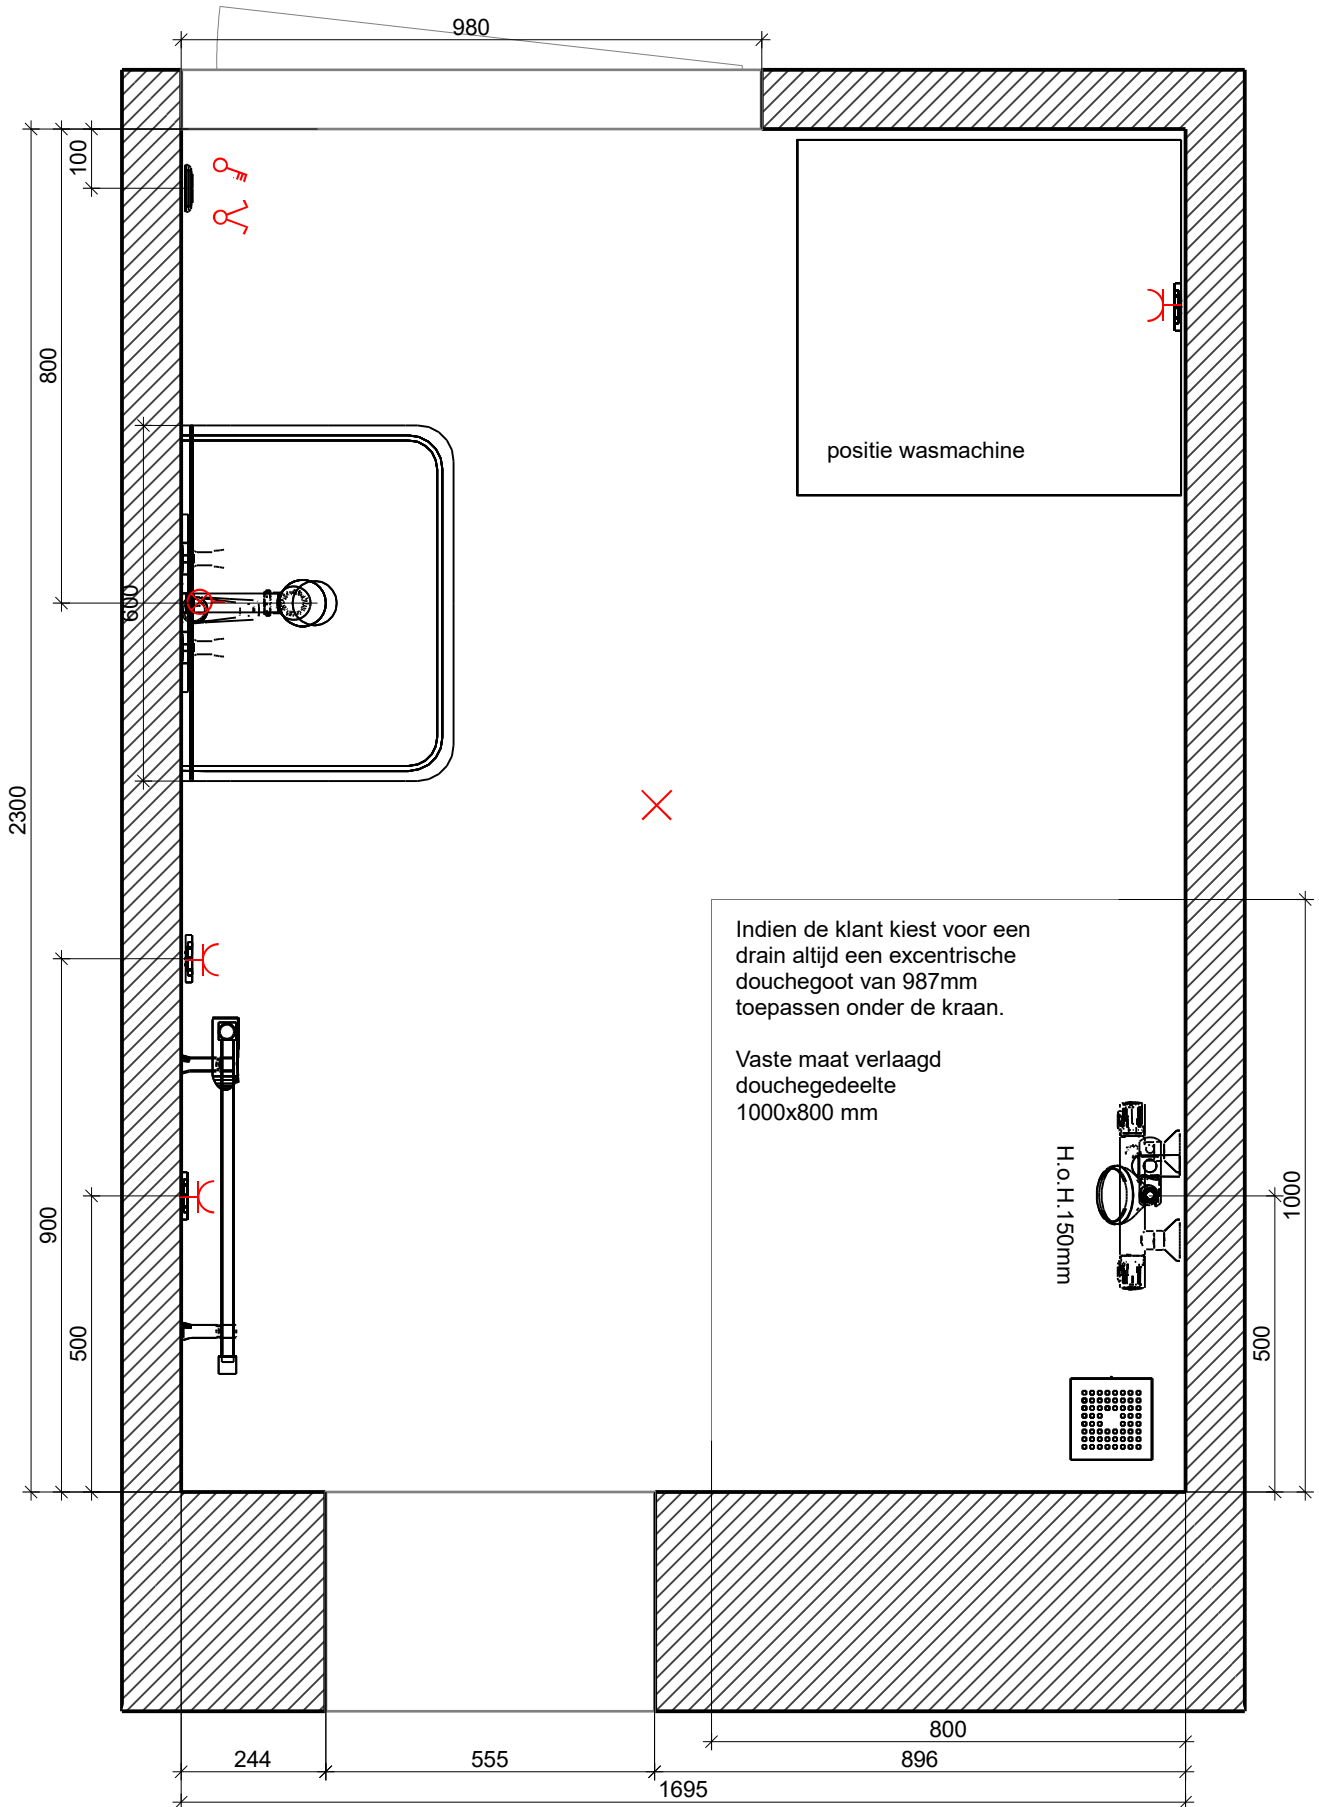 980
100
800
600
2300
900
500
positie wasmachine
Indien de klant kiest voor een
drain altijd een excentrische
douchegoot van 987mm
toepassen onder de kraan.
Vaste maat verlaagd
douchegedeelte
1000x800 mm
H.o.H.150mm
1000
500
800
244
555
896
1695